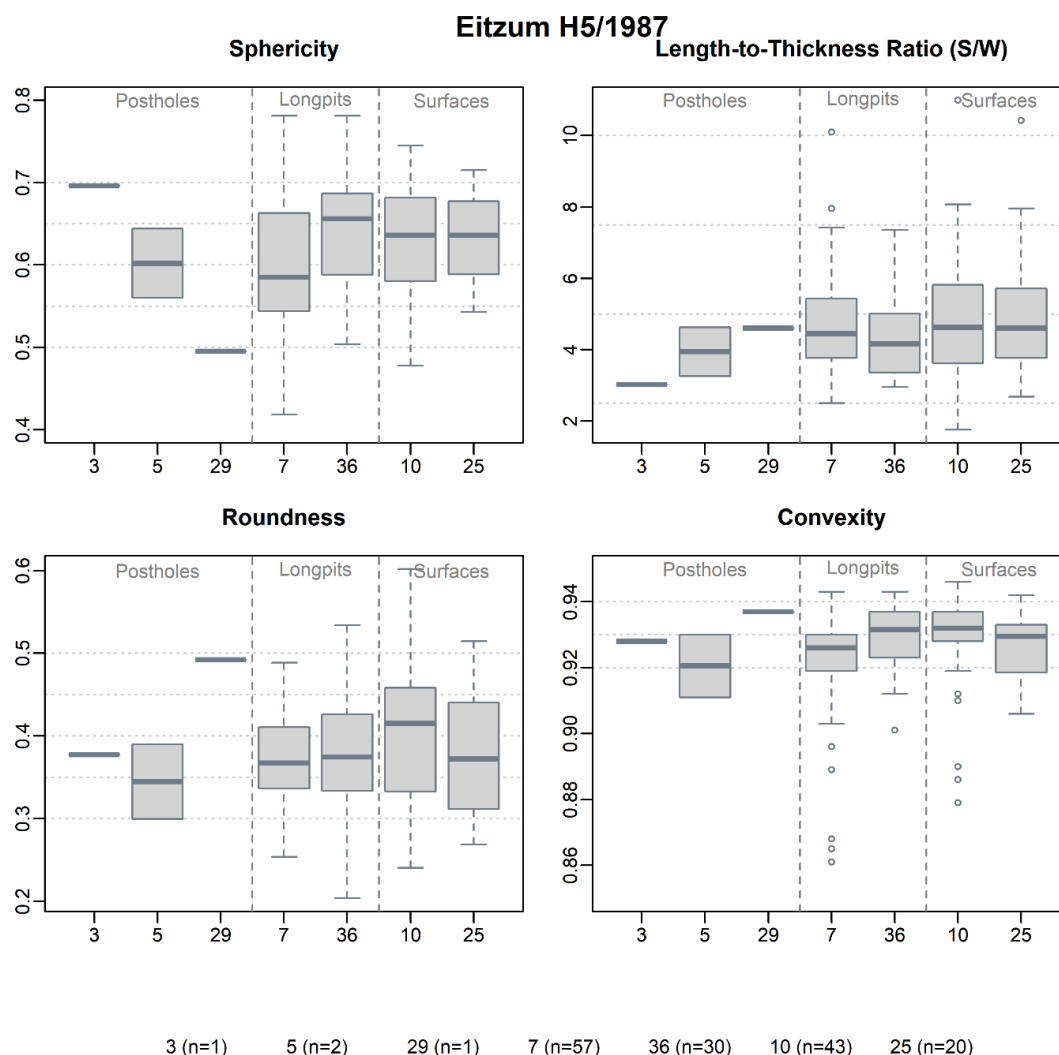 Eitzum H5/1987
Sphericity
Postholes Longpits Surfaces
0.8
0.7
0.6
0.5
0.4
3 5 29 7 36 10 25
Length-to-Thickness Ratio (S/W)
Postholes Longpits Surfaces
10
8
6
4
2
3 5 29 7 36 10 25
Roundness
Postholes Longpits Surfaces
0.6
0.5
0.4
0.3
0.2
3 5 29 7 36 10 25
Convexity
Postholes Longpits Surfaces
0.94
0.92
0.90
0.88
0.86
3 5 29 7 36 10 25
3 (n=1) 5 (n=2) 29 (n=1) 7 (n=57) 36 (n=30) 10 (n=43) 25 (n=20)